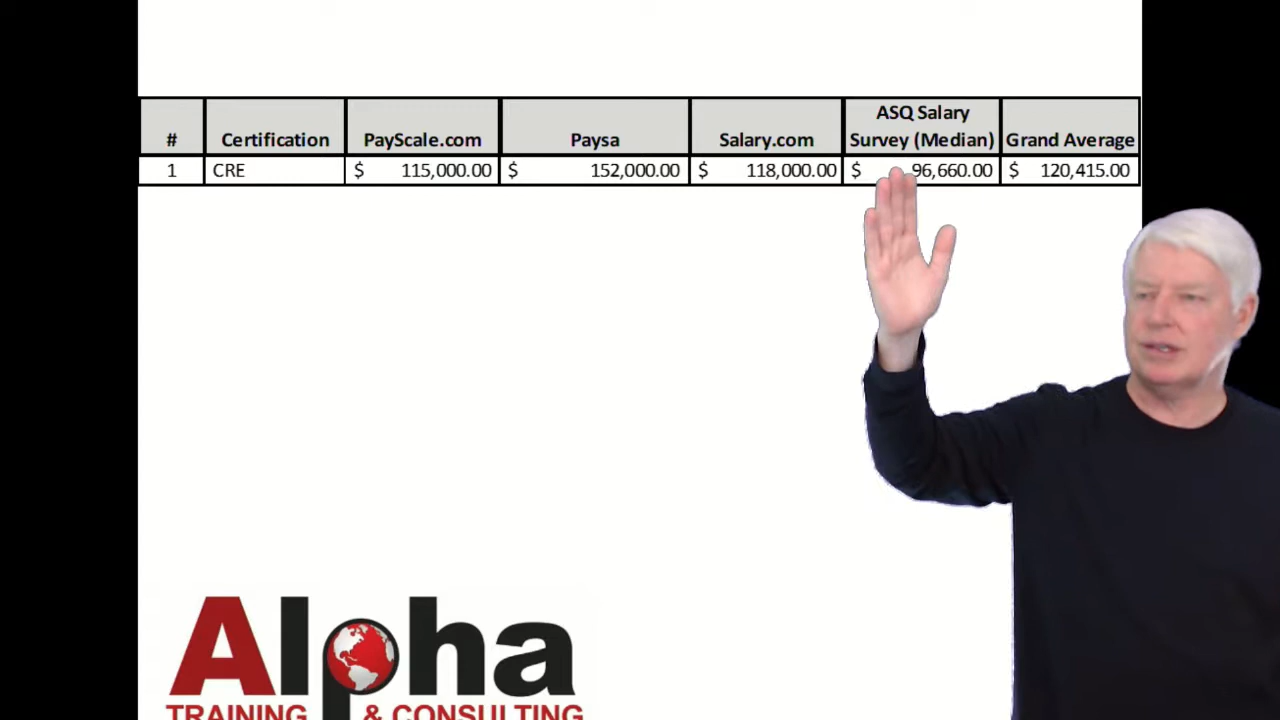 # Certification PayScale.com Paysa Salary.com ASQ Salary Survey (Median) Grand Average
1 CRE $ 115,000.00 $ 152,000.00 $ 118,000.00 $ 96,660.00 $ 120,415.00
Alpha
TRAINING & CONSULTING